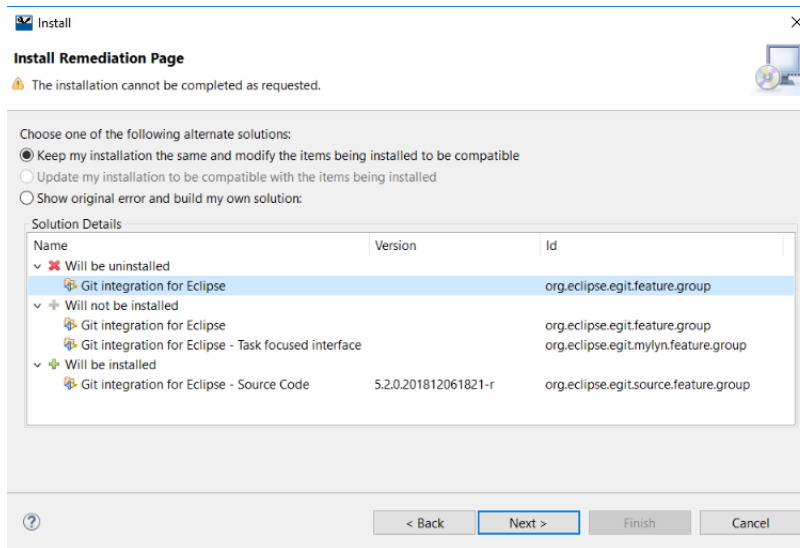 Install
Install Remediation Page
The installation cannot be completed as requested.
Choose one of the following alternate solutions:
Keep my installation the same and modify the items being installed to be compatible
Update my installation to be compatible with the items being installed
Show original error and build my own solution:
Solution Details
Name Version Id
Will be uninstalled
Git integration for Eclipse org.eclipse.egit.feature.group
Will not be installed
Git integration for Eclipse org.eclipse.egit.feature.group
Git integration for Eclipse - Task focused interface org.eclipse.egit.mylyn.feature.group
Will be installed
Git integration for Eclipse - Source Code 5.2.0.201812061821-r org.eclipse.egit.source.feature.group
? < Back Next > Finish Cancel